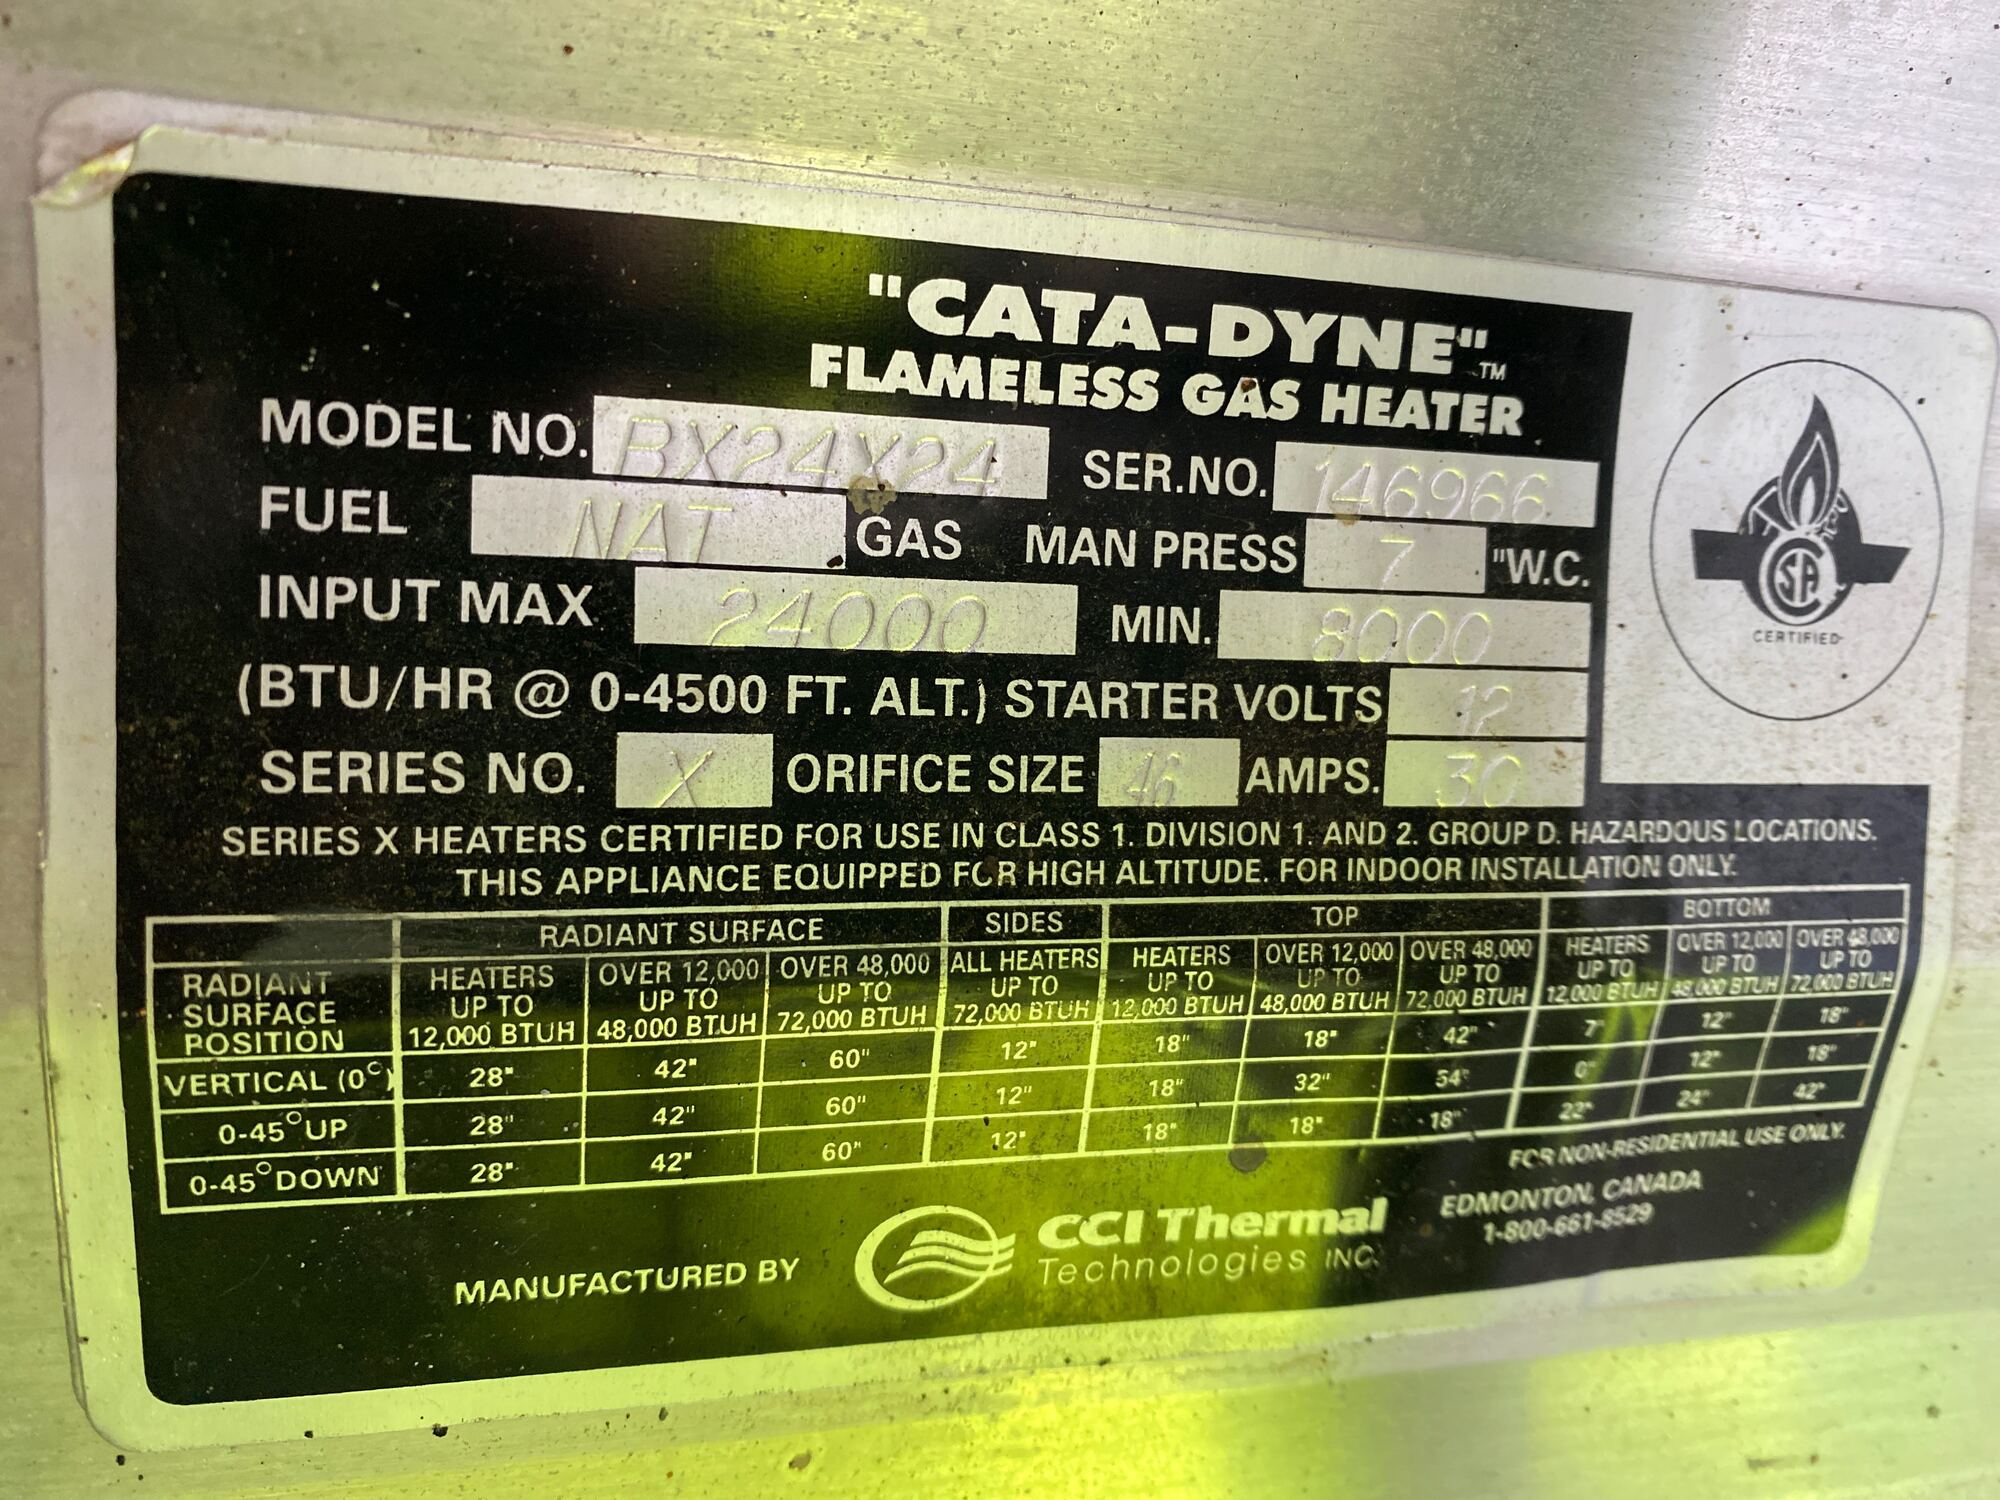 "CATA-DYNE"™
FLAMELESS GAS HEATER
MODEL NO. BX24X24 SER.NO. 146966
FUEL NAT GAS MAN PRESS 7 "W.C.
INPUT MAX 24000 MIN. 8000
(BTU/HR @ 0-4500 FT. ALT.) STARTER VOLTS 12
SERIES NO. X ORIFICE SIZE 46 AMPS. 30
CSA
CERTIFIED
SERIES X HEATERS CERTIFIED FOR USE IN CLASS 1. DIVISION 1. AND 2. GROUP D. HAZARDOUS LOCATIONS.
THIS APPLIANCE EQUIPPED FOR HIGH ALTITUDE. FOR INDOOR INSTALLATION ONLY.
RADIANT SURFACE SIDES TOP BOTTOM
RADIANT HEATERS OVER 12,000 OVER 48,000 ALL HEATERS HEATERS OVER 12,000 OVER 48,000 HEATERS OVER 12,000 OVER 48,000
SURFACE UP TO UP TO UP TO UP TO UP TO UP TO UP TO UP TO UP TO UP TO
POSITION 12,000 BTUH 48,000 BTUH 72,000 BTUH 72,000 BTUH 12,000 BTUH 48,000 BTUH 72,000 BTUH 12,000 BTUH 48,000 BTUH 72,000 BTUH
VERTICAL (0°) 28" 42" 60" 12" 18" 18" 42" 7" 12" 18"
0-45° UP 28" 42" 60" 12" 18" 32" 54" 0" 12" 18"
0-45° DOWN 28" 42" 60" 12" 18" 18" 18" 22" 24" 42"
FOR NON-RESIDENTIAL USE ONLY.
MANUFACTURED BY CCI Thermal
Technologies INC.
EDMONTON, CANADA
1-800-661-8529